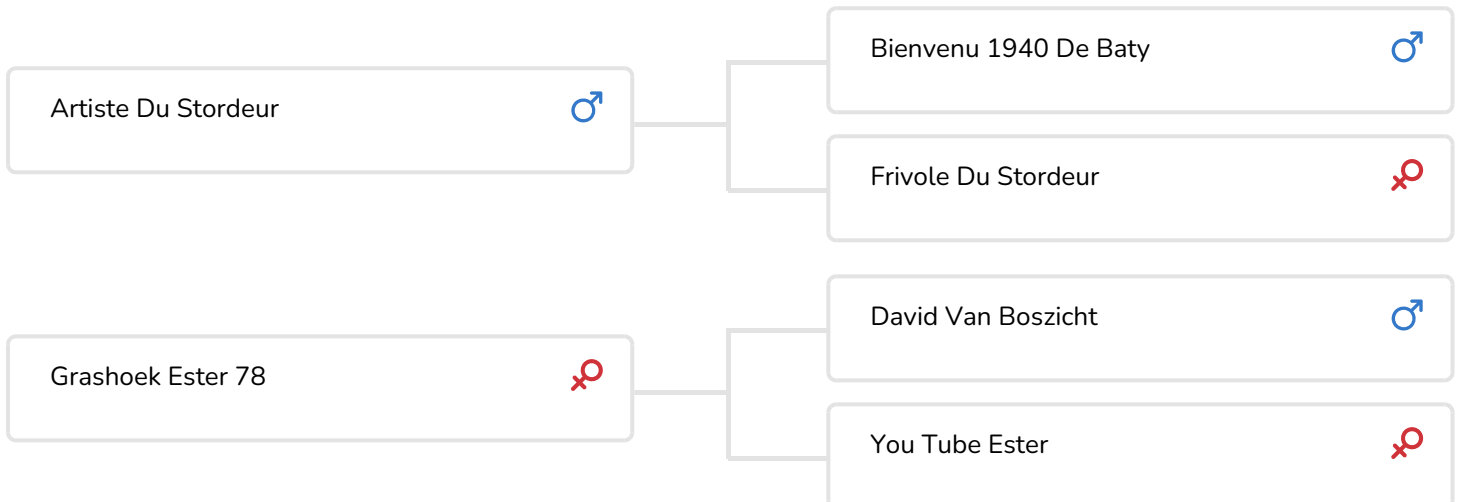 Bienvenu 1940 De Baty
Artiste Du Stordeur
Frivole Du Stordeur
David Van Boszicht
Grashoek Ester 78
You Tube Ester